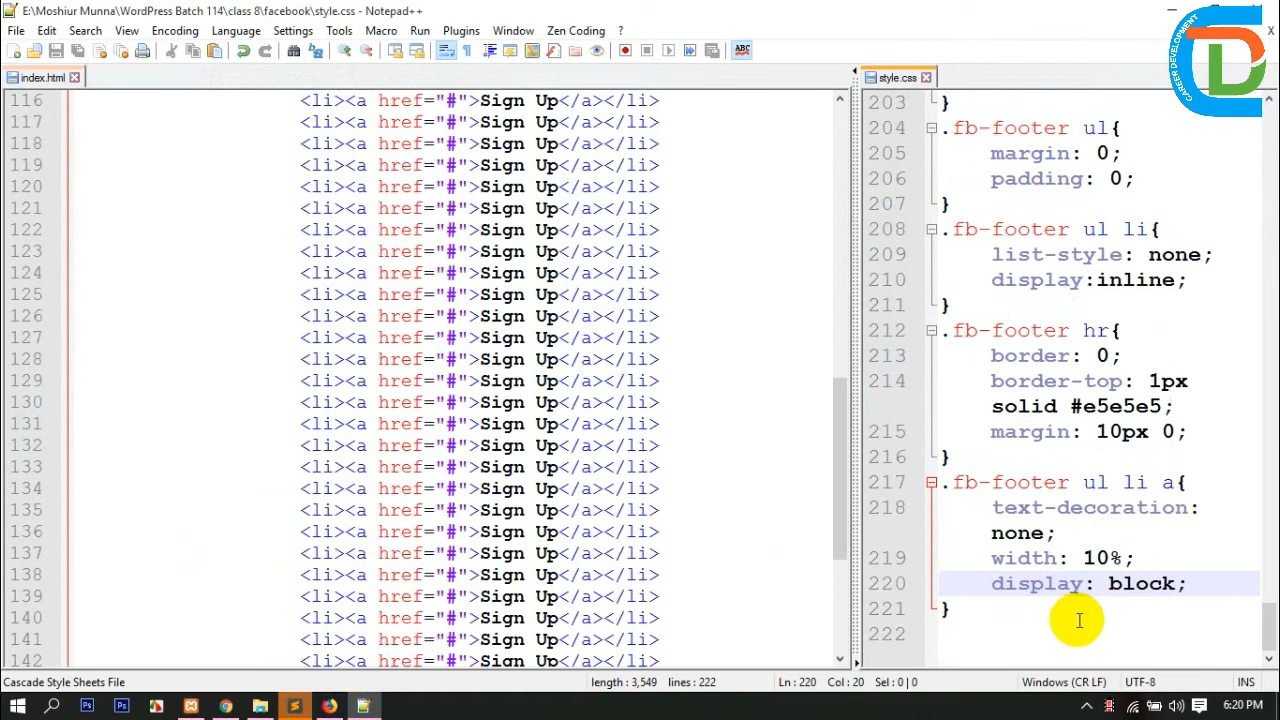 E:\Moshiur Munna\WordPress Batch 114\class 8\facebook\style.css - Notepad++
File Edit Search View Encoding Language Settings Tools Macro Run Plugins Window Zen Coding ?
X
ABC
CAREER DEVELOPMENT
index.html
116 <li><a href="#">Sign Up</a></li>
117 <li><a href="#">Sign Up</a></li>
118 <li><a href="#">Sign Up</a></li>
119 <li><a href="#">Sign Up</a></li>
120 <li><a href="#">Sign Up</a></li>
121 <li><a href="#">Sign Up</a></li>
122 <li><a href="#">Sign Up</a></li>
123 <li><a href="#">Sign Up</a></li>
124 <li><a href="#">Sign Up</a></li>
125 <li><a href="#">Sign Up</a></li>
126 <li><a href="#">Sign Up</a></li>
127 <li><a href="#">Sign Up</a></li>
128 <li><a href="#">Sign Up</a></li>
129 <li><a href="#">Sign Up</a></li>
130 <li><a href="#">Sign Up</a></li>
131 <li><a href="#">Sign Up</a></li>
132 <li><a href="#">Sign Up</a></li>
133 <li><a href="#">Sign Up</a></li>
134 <li><a href="#">Sign Up</a></li>
135 <li><a href="#">Sign Up</a></li>
136 <li><a href="#">Sign Up</a></li>
137 <li><a href="#">Sign Up</a></li>
138 <li><a href="#">Sign Up</a></li>
139 <li><a href="#">Sign Up</a></li>
140 <li><a href="#">Sign Up</a></li>
141 <li><a href="#">Sign Up</a></li>
142 <li><a href="#">Sign Up</a></li>
style.css
203 }
204 .fb-footer ul{
205 margin: 0;
206 padding: 0;
207 }
208 .fb-footer ul li{
209 list-style: none;
210 display:inline;
211 }
212 .fb-footer hr{
213 border: 0;
214 border-top: 1px
solid #e5e5e5;
215 margin: 10px 0;
216 }
217 .fb-footer ul li a{
218 text-decoration:
none;
219 width: 10%;
220 display: block;
221 }
222
Cascade Style Sheets File length : 3,549 lines : 222 Ln : 220 Col : 20 Sel : 0 | 0 Windows (CR LF) UTF-8 INS
Ps Ps 6:20 PM